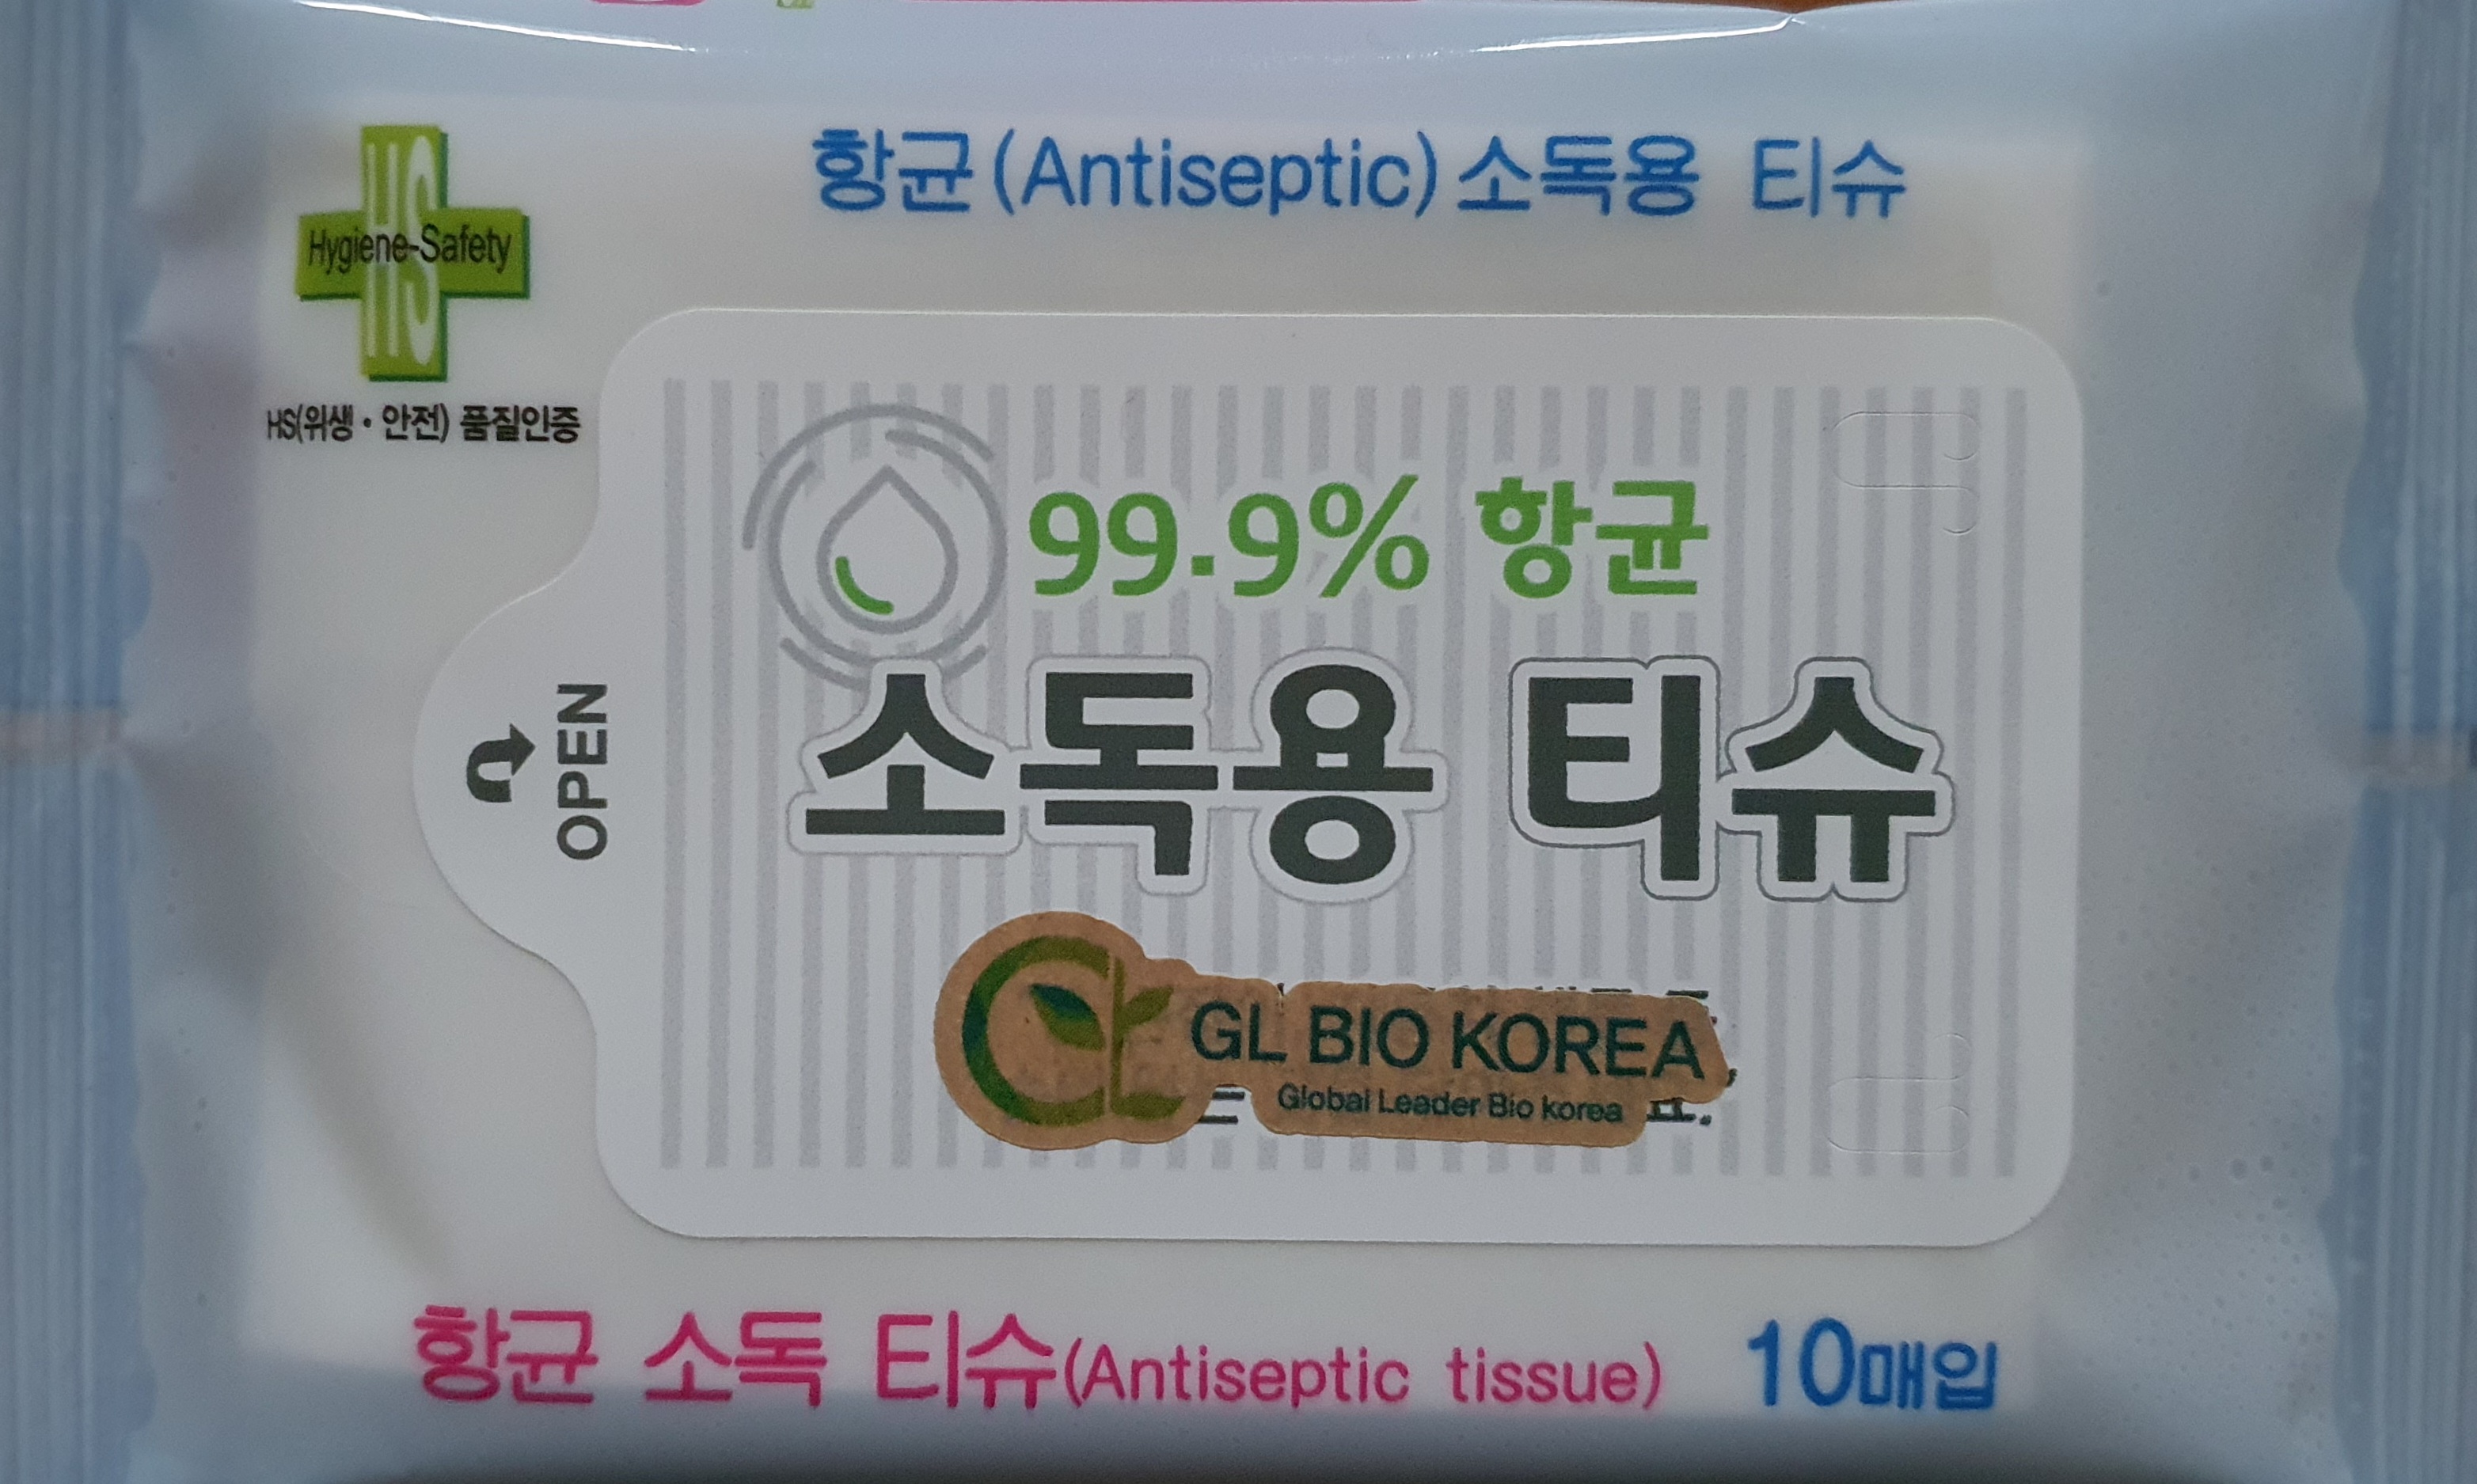 항균(Antiseptic)소독용 티슈
HS
Hygiene-Safety
HS(위생·안전) 품질인증
99.9% 항균
소독용 티슈
OPEN
GL BIO KOREA
Global Leader Bio korea
항균 소독 티슈(Antiseptic tissue) 10매입